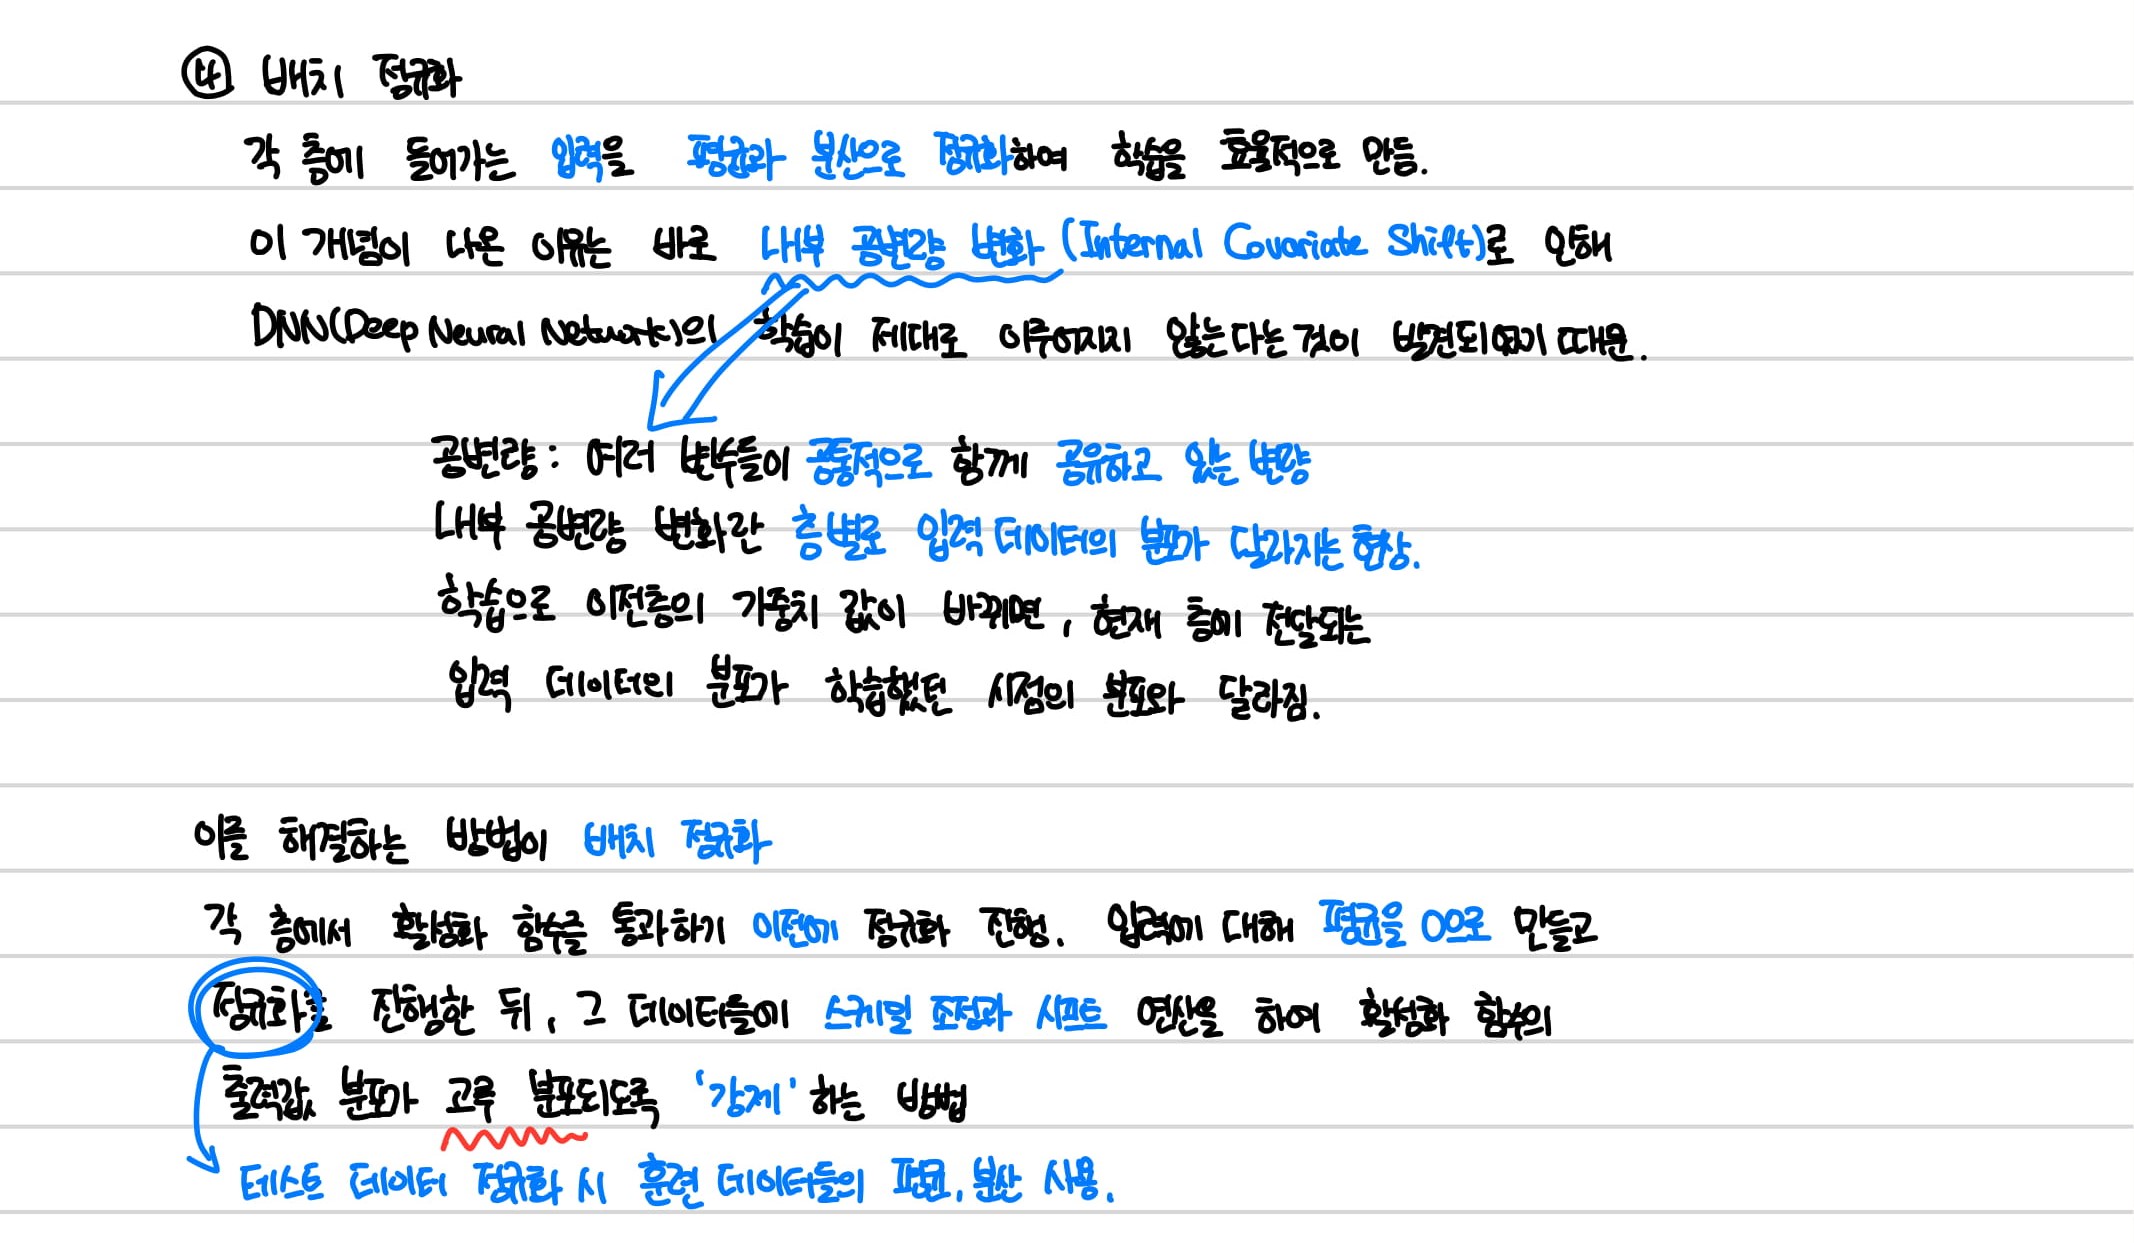 ④ 배치 정규화
각 층에 들어가는 입력을 평균과 분산으로 정규화하여 학습을 효율적으로 만듬.
이 개념이 나온 이유는 바로 내부 공변량 변화 (Internal Covariate Shift)로 인해
DNN(Deep Neural Network)의 학습이 제대로 이루어지지 않는다는 것이 발견되었기 때문.
공변량 : 여러 변수들이 공통적으로 함께 공유하고 있는 변량
내부 공변량 변화란 층별로 입력 데이터의 분포가 달라지는 현상.
학습으로 이전층의 가중치 값이 바뀌면, 현재 층에 전달되는
입력 데이터의 분포가 학습했던 시점의 분포와 달라짐.
이를 해결하는 방법이 배치 정규화
각 층에서 활성화 함수를 통과하기 이전에 정규화 진행. 입력에 대해 평균을 0으로 만들고
정규화를 진행한 뒤, 그 데이터들에 스케일 조정과 시프트 연산을 하여 활성화 함수의
출력값 분포가 고루 분포되도록 '강제'하는 방법
테스트 데이터 정규화 시 훈련 데이터들의 평균, 분산 사용.